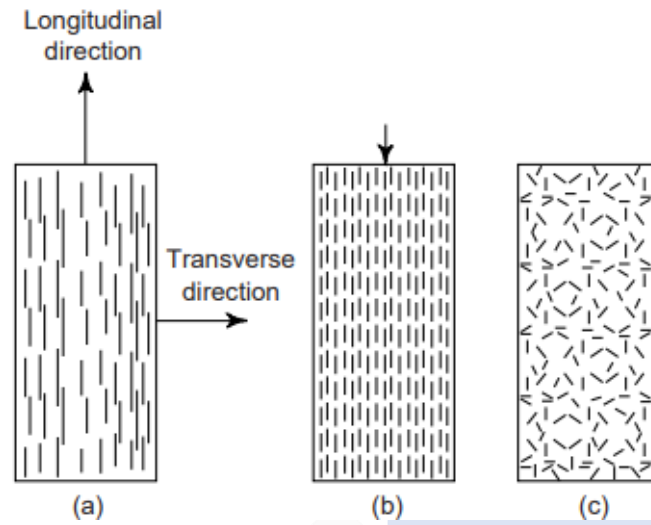 Longitudinal
direction
Transverse
direction
(a)
(b)
(c)